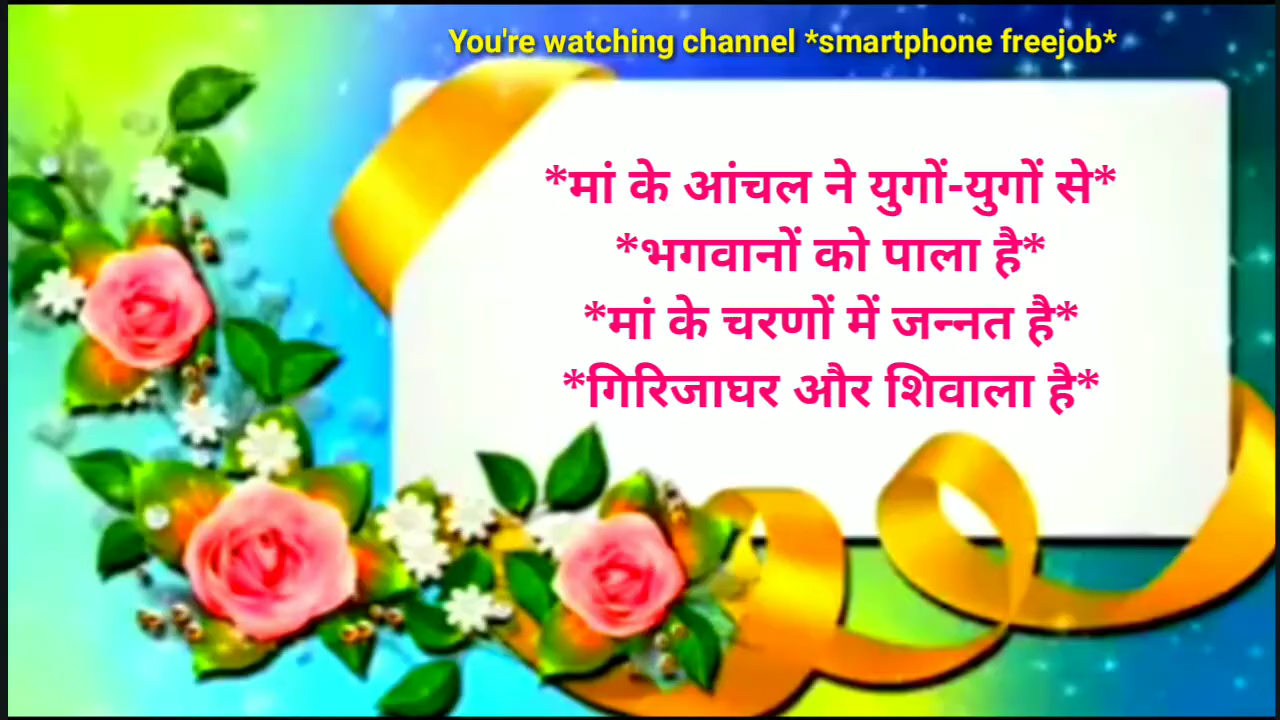 You're watching channel *smartphone freejob*
*मां के आंचल ने युगों-युगों से*
*भगवानों को पाला है*
*मां के चरणों में जन्नत है*
*गिरिजाघर और शिवाला है*